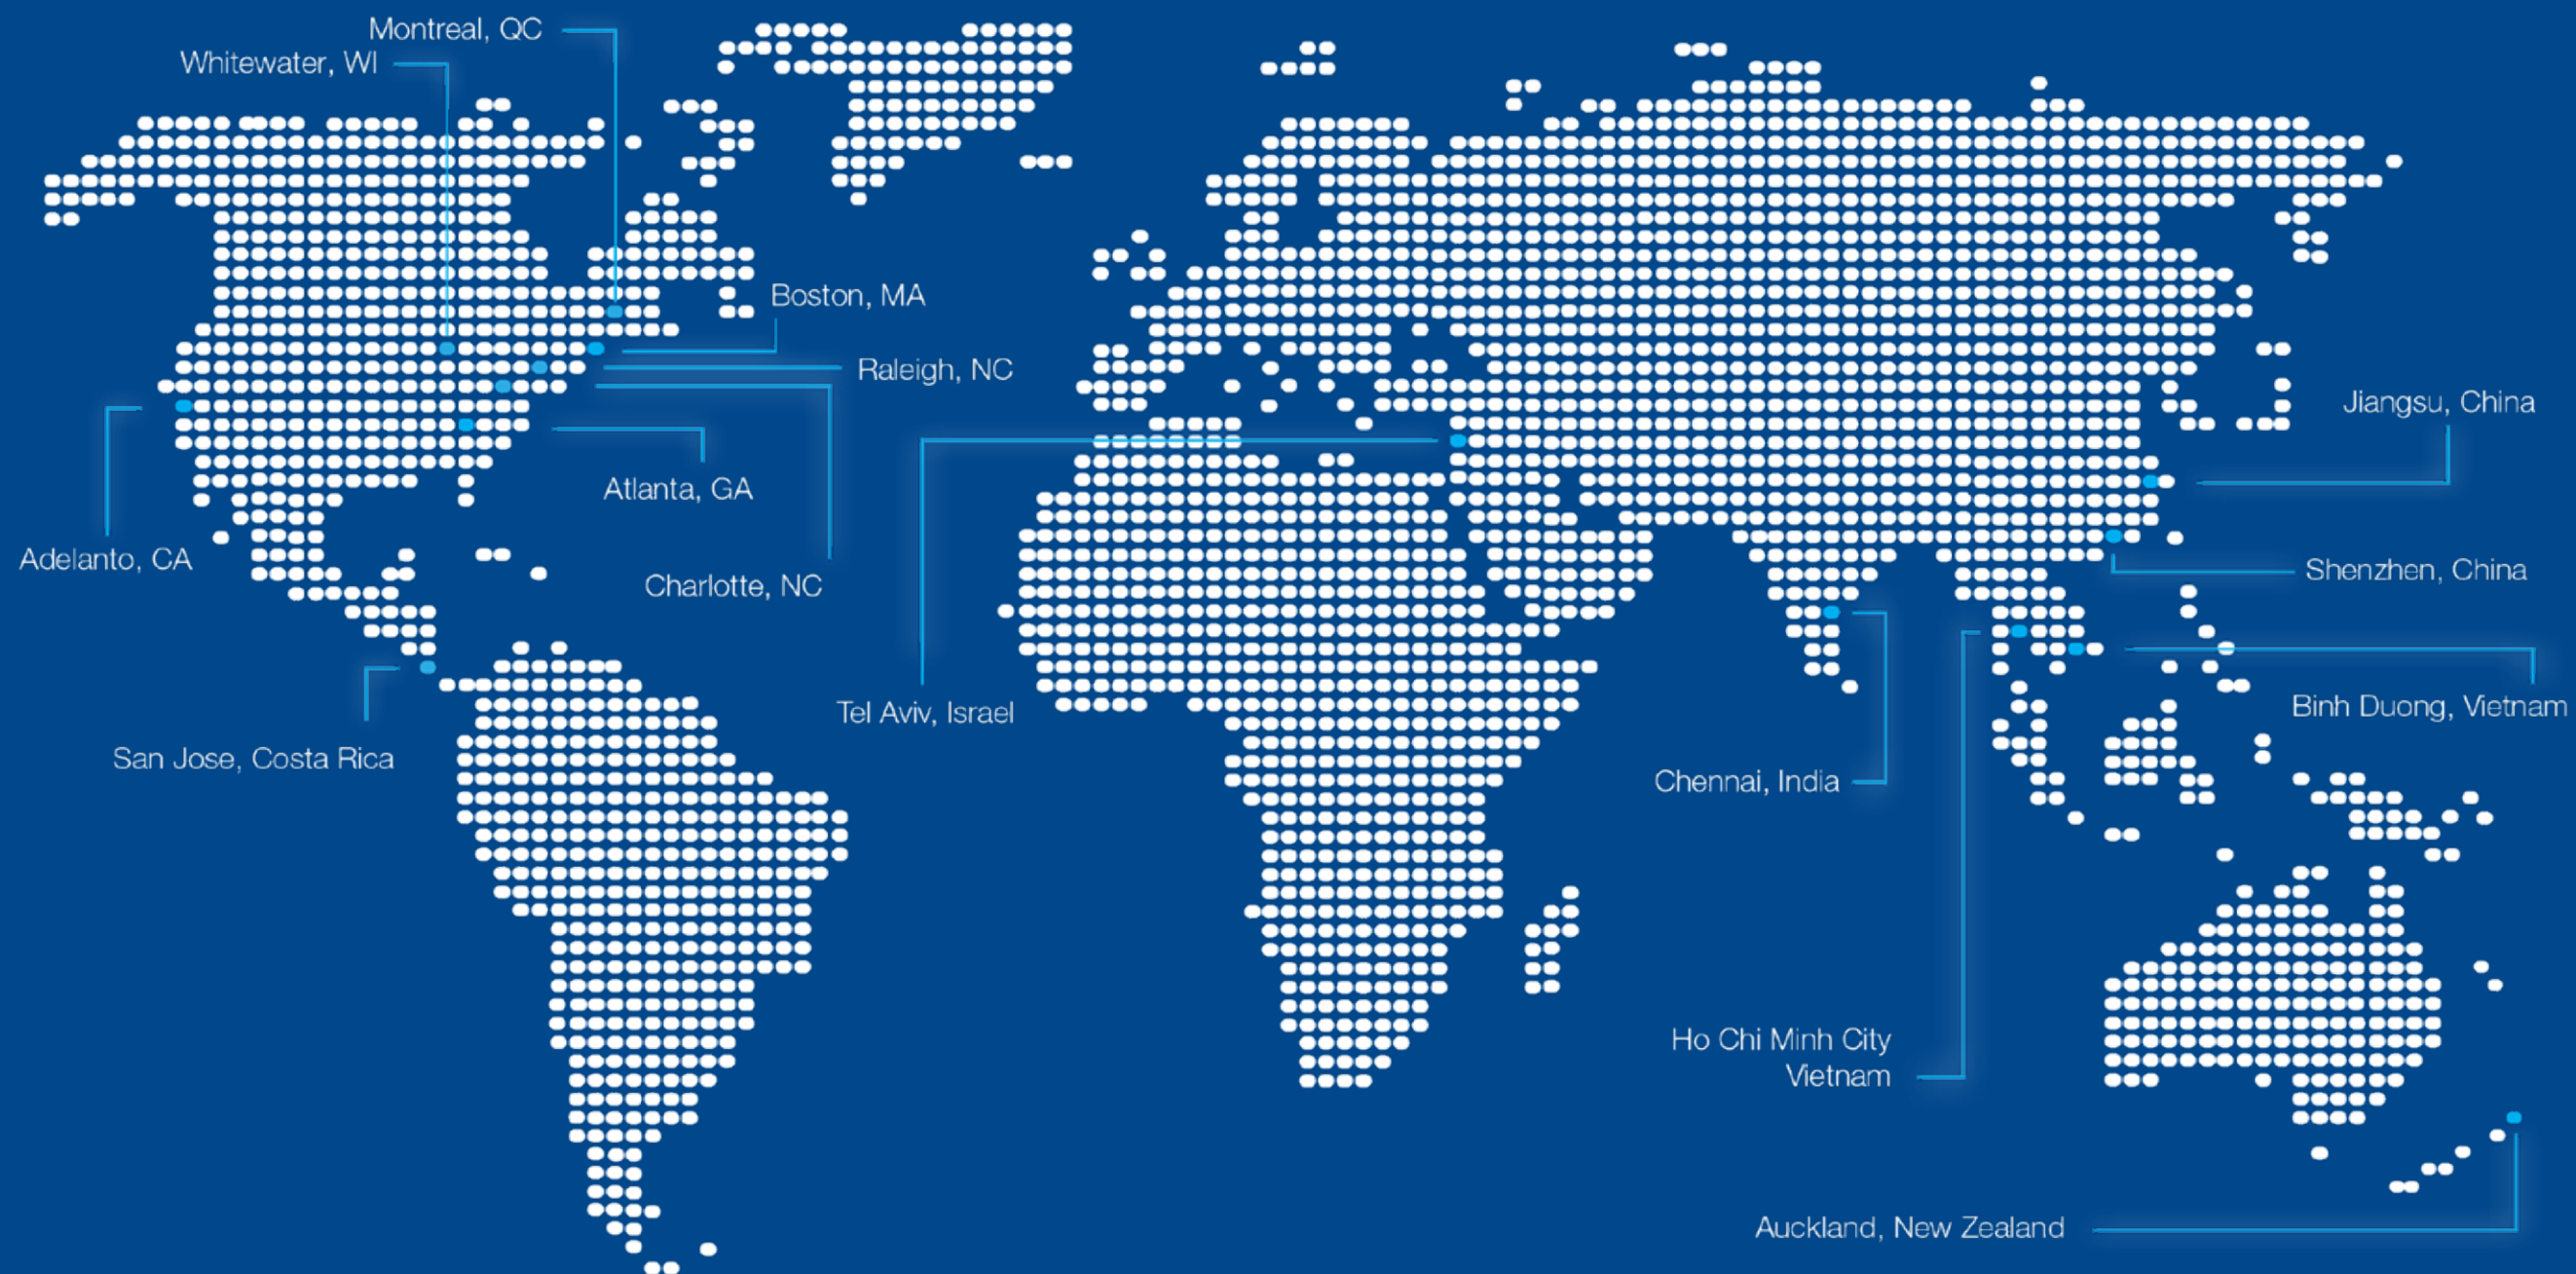 Montreal, QC
Whitewater, WI
Boston, MA
Raleigh, NC
Jiangsu, China
Atlanta, GA
Adelanto, CA
Shenzhen, China
Charlotte, NC
Binh Duong, Vietnam
Tel Aviv, Israel
San Jose, Costa Rica
Chennai, India
Ho Chi Minh City
Vietnam
Auckland, New Zealand